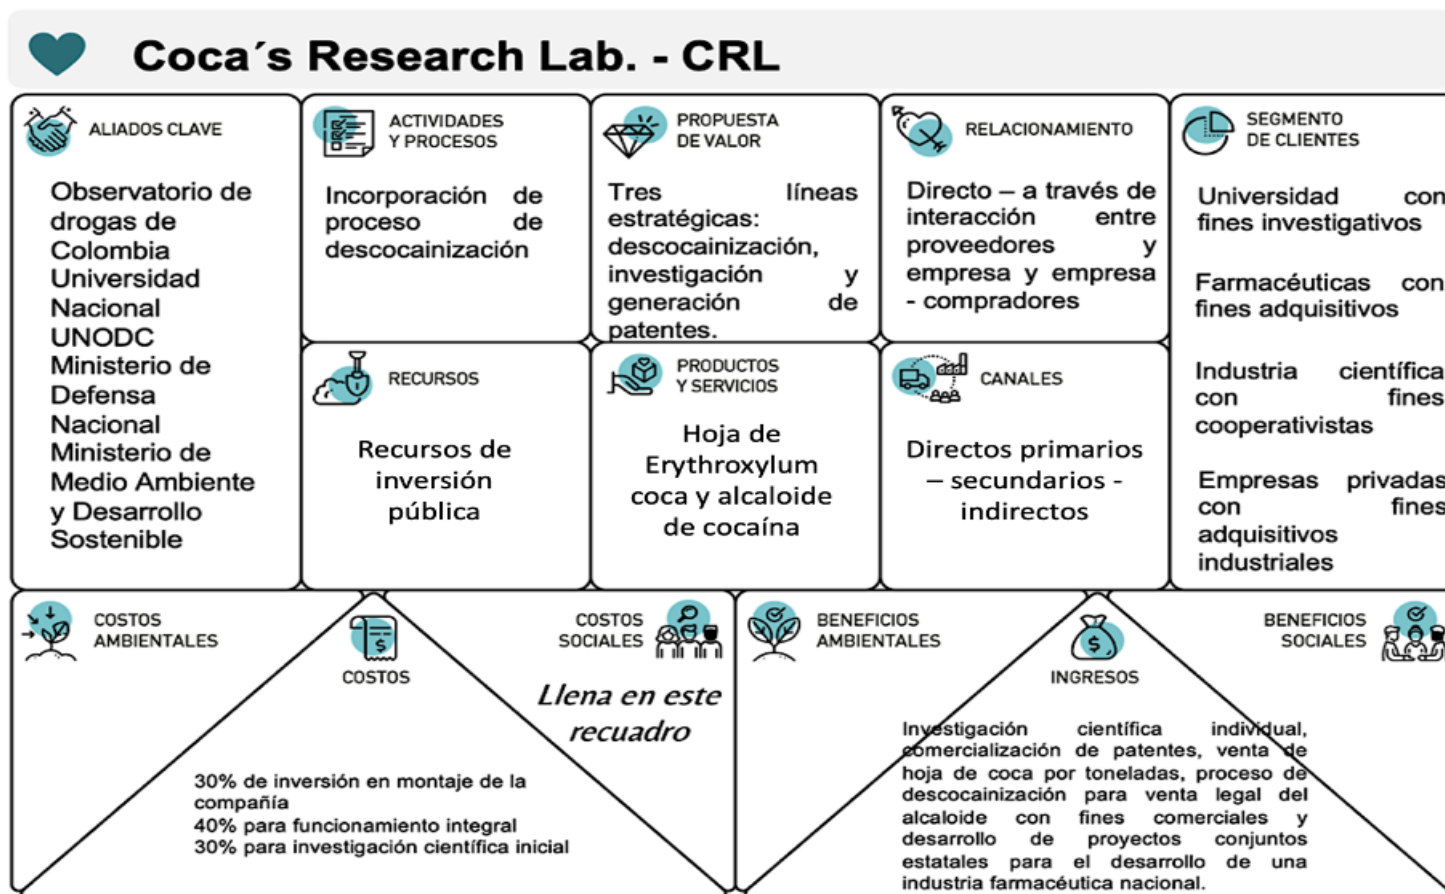 Coca´s Research Lab. - CRL
ALIADOS CLAVE
Observatorio de
drogas de
Colombia
Universidad
Nacional
UNODC
Ministerio de
Defensa
Nacional
Ministerio de
Medio Ambiente
y Desarrollo
Sostenible
ACTIVIDADES
Y PROCESOS
Incorporación de
proceso de
descocainización
RECURSOS
Recursos de
inversión
pública
PROPUESTA
DE VALOR
Tres líneas
estratégicas:
descocainización,
investigación y
generación de
patentes.
PRODUCTOS
Y SERVICIOS
Hoja de
Erythroxylum
coca y alcaloide
de cocaína
RELACIONAMIENTO
Directo – a través de
interacción entre
proveedores y
empresa y empresa
- compradores
CANALES
Directos primarios
– secundarios -
indirectos
SEGMENTO
DE CLIENTES
Universidad con
fines investigativos
Farmacéuticas con
fines adquisitivos
Industria científica
con fines
cooperativistas
Empresas privadas
con fines
adquisitivos
industriales
COSTOS
AMBIENTALES
COSTOS
30% de inversión en montaje de la
compañía
40% para funcionamiento integral
30% para investigación científica inicial
COSTOS
SOCIALES
Llena en este
recuadro
BENEFICIOS
AMBIENTALES
INGRESOS
Investigación científica individual,
comercialización de patentes, venta de
hoja de coca por toneladas, proceso de
descocainización para venta legal del
alcaloide con fines comerciales y
desarrollo de proyectos conjuntos
estatales para el desarrollo de una
industria farmacéutica nacional.
BENEFICIOS
SOCIALES